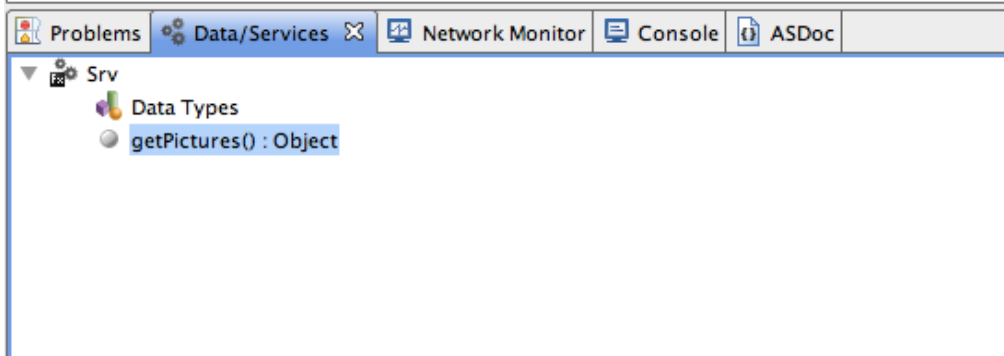 Problems Data/Services Network Monitor Console ASDoc
Srv
Data Types
getPictures() : Object